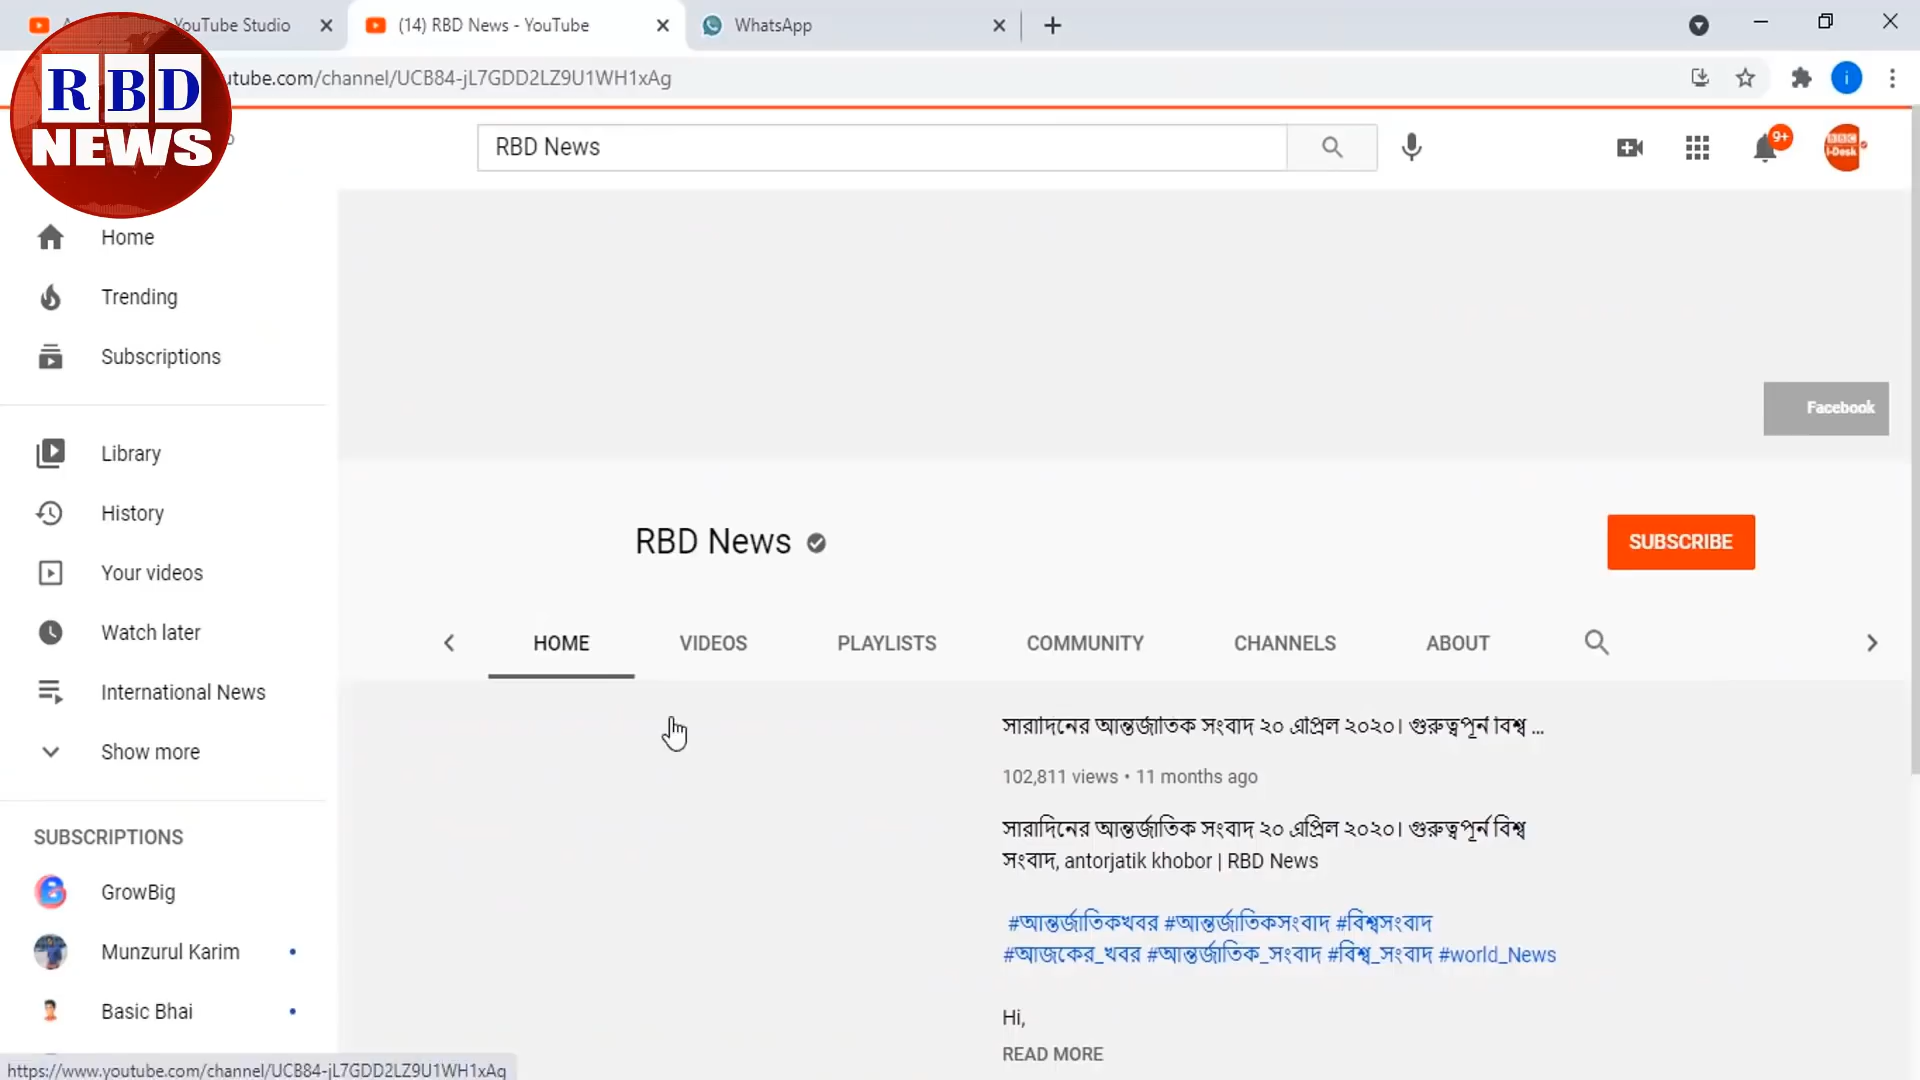 YouTube Studio
(14) RBD News - YouTube
WhatsApp
utube.com/channel/UCB84-jL7GDD2LZ9U1WH1xAg
RBD
NEWS
RBD News
9+
i
BBC
i-Desk
Home
Trending
Subscriptions
Library
History
Your videos
Watch later
International News
Show more
SUBSCRIPTIONS
GrowBig
Munzurul Karim
Basic Bhai
Facebook
RBD News
SUBSCRIBE
HOME
VIDEOS
PLAYLISTS
COMMUNITY
CHANNELS
ABOUT
সারাদিনের আন্তর্জাতিক সংবাদ ২০ এপ্রিল ২০২০। গুরুত্বপূর্ন বিশ্ব ...
102,811 views • 11 months ago
সারাদিনের আন্তর্জাতিক সংবাদ ২০ এপ্রিল ২০২০। গুরুত্বপূর্ন বিশ্ব
সংবাদ, antorjatik khobor | RBD News
#আন্তর্জাতিকখবর #আন্তর্জাতিকসংবাদ #বিশ্বসংবাদ
#আজকের_খবর #আন্তর্জাতিক_সংবাদ #বিশ্ব_সংবাদ #world_News
Hi,
READ MORE
https://www.youtube.com/channel/UCB84-jL7GDD2LZ9U1WH1xAg